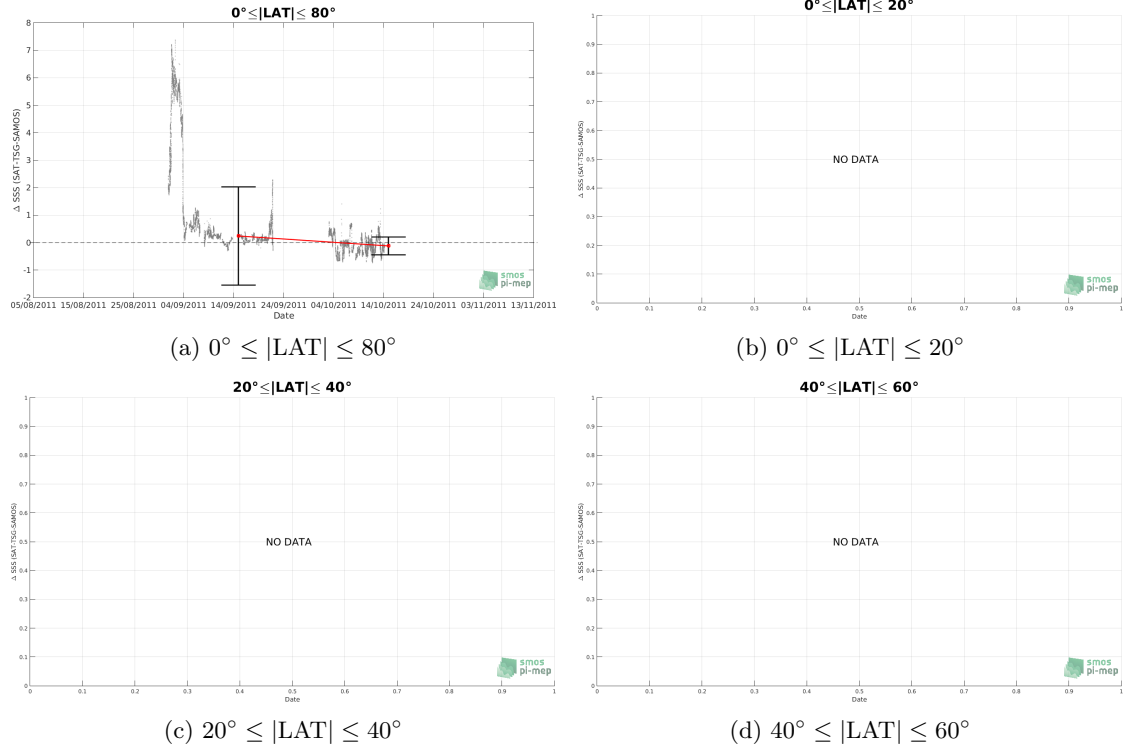 0°≤|LAT|≤ 80°
8
7
6
5
4
3
2
1
0
-1
-2
Δ SSS (SAT-TSG-SAMOS)
05/08/2011 15/08/2011 25/08/2011 04/09/2011 14/09/2011 24/09/2011 04/10/2011 14/10/2011 24/10/2011 03/11/2011 13/11/2011
Date
smos
pi-mep
(a) 0° ≤ |LAT| ≤ 80°
0°≤|LAT|≤ 20°
1
0.9
0.8
0.7
0.6
0.5
0.4
0.3
0.2
0.1
0
Δ SSS (SAT-TSG-SAMOS)
NO DATA
0 0.1 0.2 0.3 0.4 0.5 0.6 0.7 0.8 0.9 1
Date
smos
pi-mep
(b) 0° ≤ |LAT| ≤ 20°
20°≤|LAT|≤ 40°
1
0.9
0.8
0.7
0.6
0.5
0.4
0.3
0.2
0.1
0
Δ SSS (SAT-TSG-SAMOS)
NO DATA
0 0.1 0.2 0.3 0.4 0.5 0.6 0.7 0.8 0.9 1
Date
smos
pi-mep
(c) 20° ≤ |LAT| ≤ 40°
40°≤|LAT|≤ 60°
1
0.9
0.8
0.7
0.6
0.5
0.4
0.3
0.2
0.1
0
Δ SSS (SAT-TSG-SAMOS)
NO DATA
0 0.1 0.2 0.3 0.4 0.5 0.6 0.7 0.8 0.9 1
Date
smos
pi-mep
(d) 40° ≤ |LAT| ≤ 60°